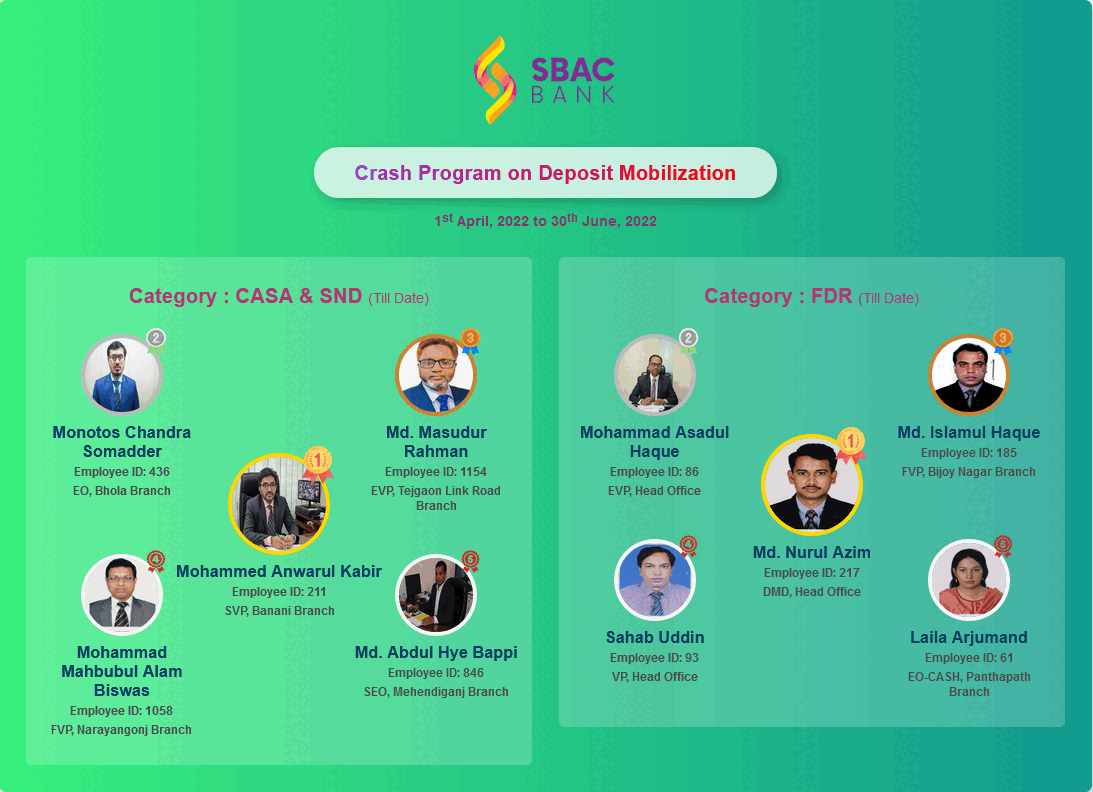 SBAC
BANK
Crash Program on Deposit Mobilization
1st April, 2022 to 30th June, 2022
Category : CASA & SND (Till Date)
2
Monotos Chandra
Somadder
Employee ID: 436
EO, Bhola Branch
3
Md. Masudur
Rahman
Employee ID: 1154
EVP, Tejgaon Link Road
Branch
1
Mohammed Anwarul Kabir
Employee ID: 211
SVP, Banani Branch
4
Mohammad
Mahbubul Alam
Biswas
Employee ID: 1058
FVP, Narayangonj Branch
5
Md. Abdul Hye Bappi
Employee ID: 846
SEO, Mehendiganj Branch
Category : FDR (Till Date)
2
Mohammad Asadul
Haque
Employee ID: 86
EVP, Head Office
3
Md. Islamul Haque
Employee ID: 185
FVP, Bijoy Nagar Branch
1
Md. Nurul Azim
Employee ID: 217
DMD, Head Office
4
Sahab Uddin
Employee ID: 93
VP, Head Office
5
Laila Arjumand
Employee ID: 61
EO-CASH, Panthapath
Branch